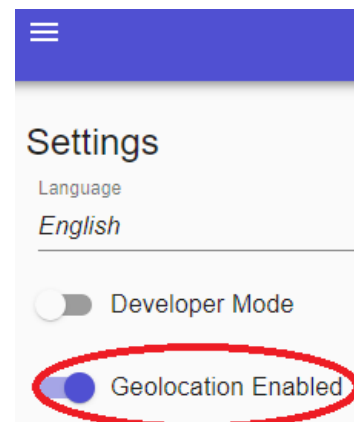 Settings
Language
English
Developer Mode
Geolocation Enabled